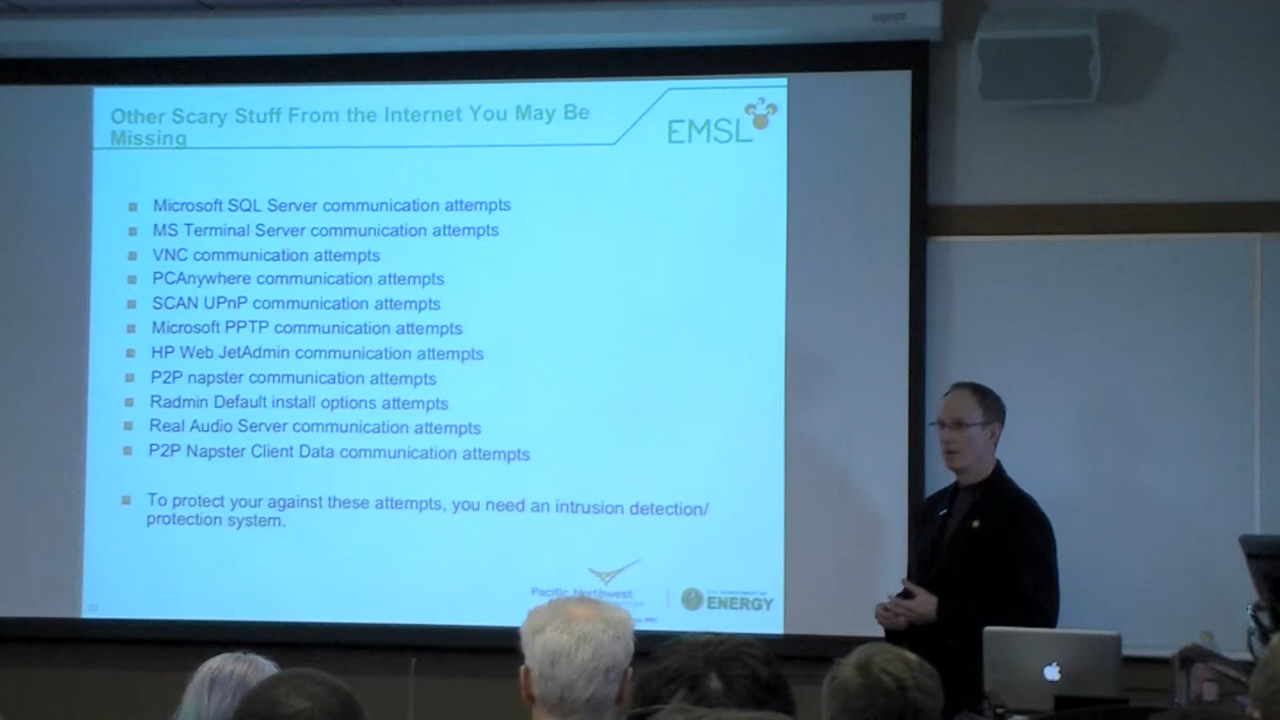 Other Scary Stuff From the Internet You May Be
Missing
EMSL
Microsoft SQL Server communication attempts
MS Terminal Server communication attempts
VNC communication attempts
PCAnywhere communication attempts
SCAN UPnP communication attempts
Microsoft PPTP communication attempts
HP Web JetAdmin communication attempts
P2P napster communication attempts
Radmin Default install options attempts
Real Audio Server communication attempts
P2P Napster Client Data communication attempts
To protect your against these attempts, you need an intrusion detection/
protection system.
Pacific Northwest
U.S. DEPARTMENT OF
ENERGY